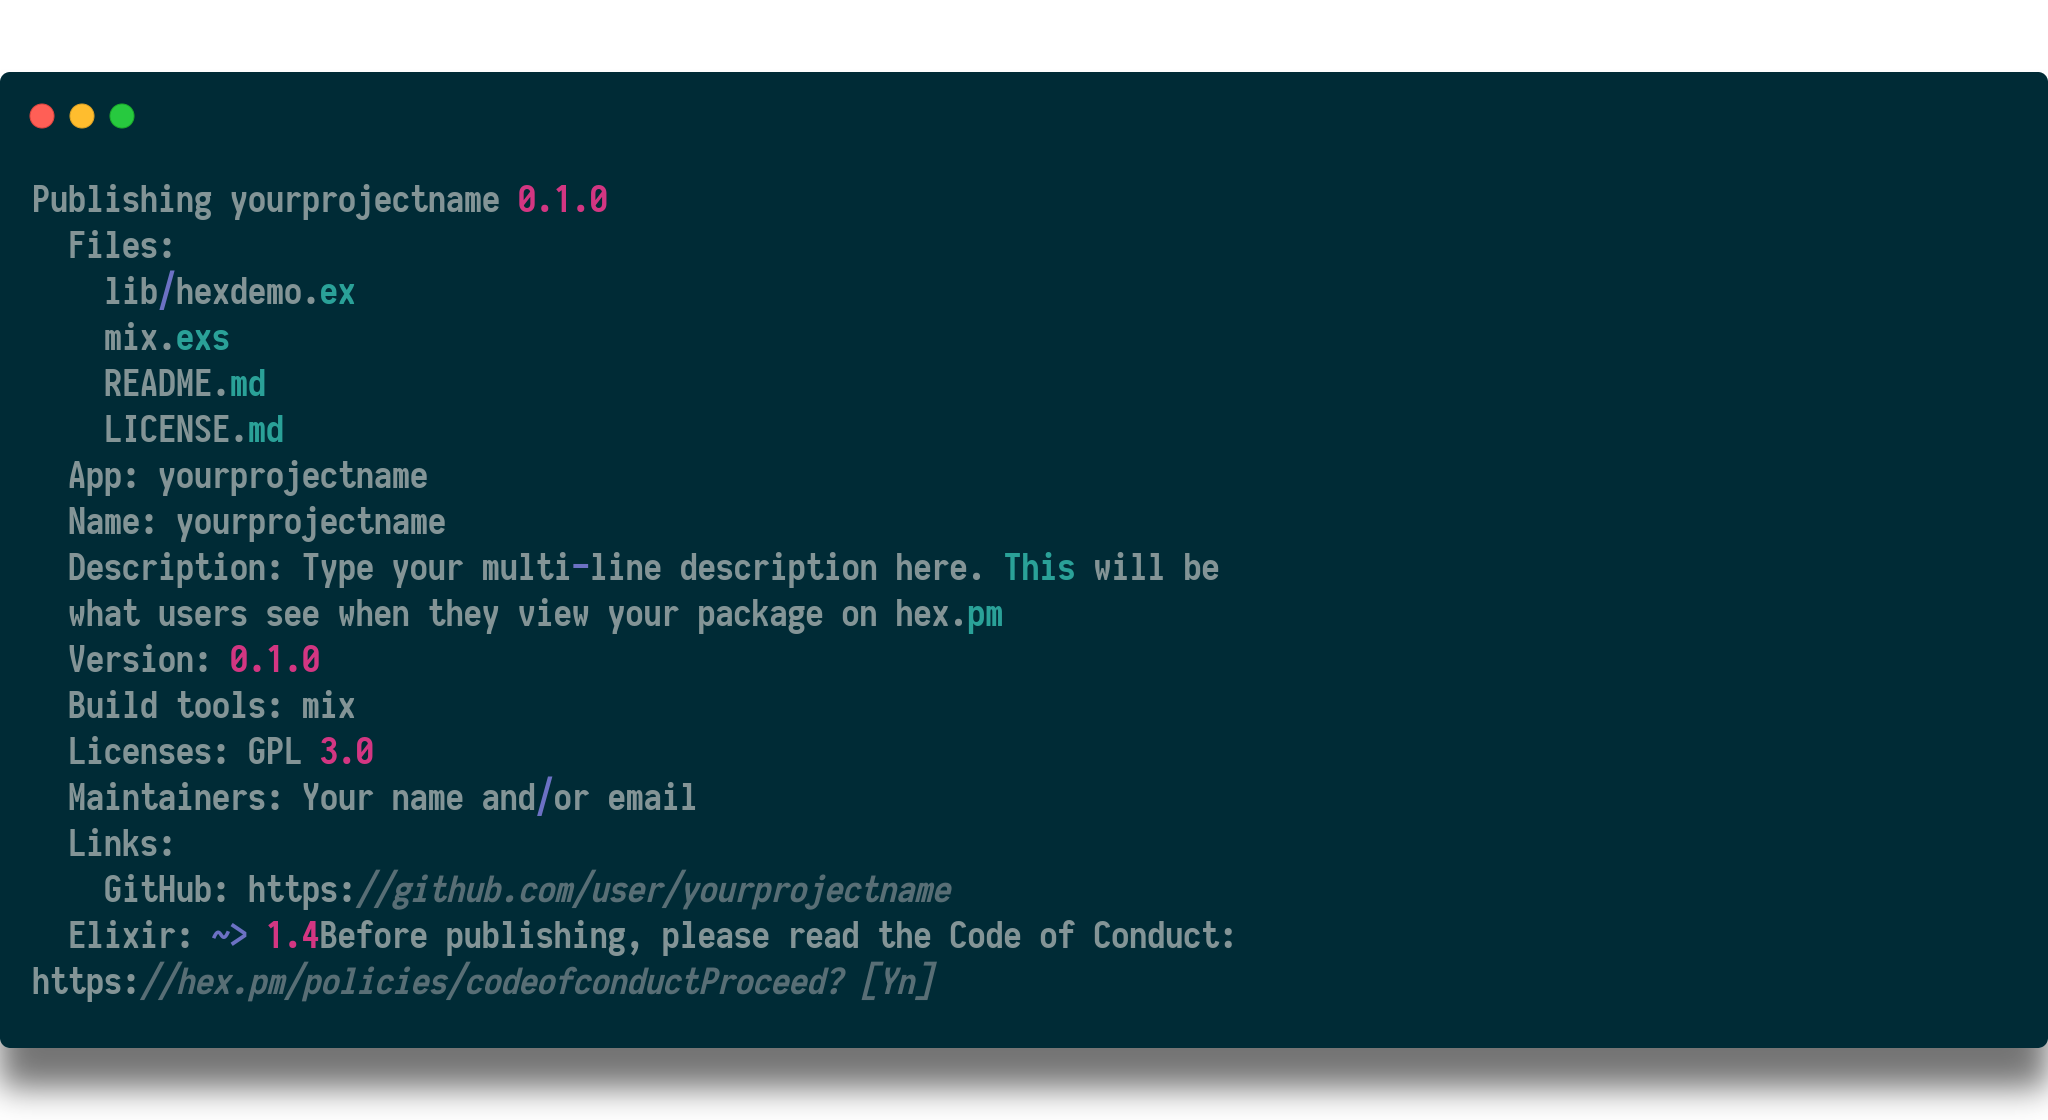 Publishing yourprojectname 0.1.0
  Files:
    lib/hexdemo.ex
    mix.exs
    README.md
    LICENSE.md
  App: yourprojectname
  Name: yourprojectname
  Description: Type your multi-line description here. This will be
  what users see when they view your package on hex.pm
  Version: 0.1.0
  Build tools: mix
  Licenses: GPL 3.0
  Maintainers: Your name and/or email
  Links:
    GitHub: https://github.com/user/yourprojectname
  Elixir: ~> 1.4Before publishing, please read the Code of Conduct:
https://hex.pm/policies/codeofconductProceed? [Yn]